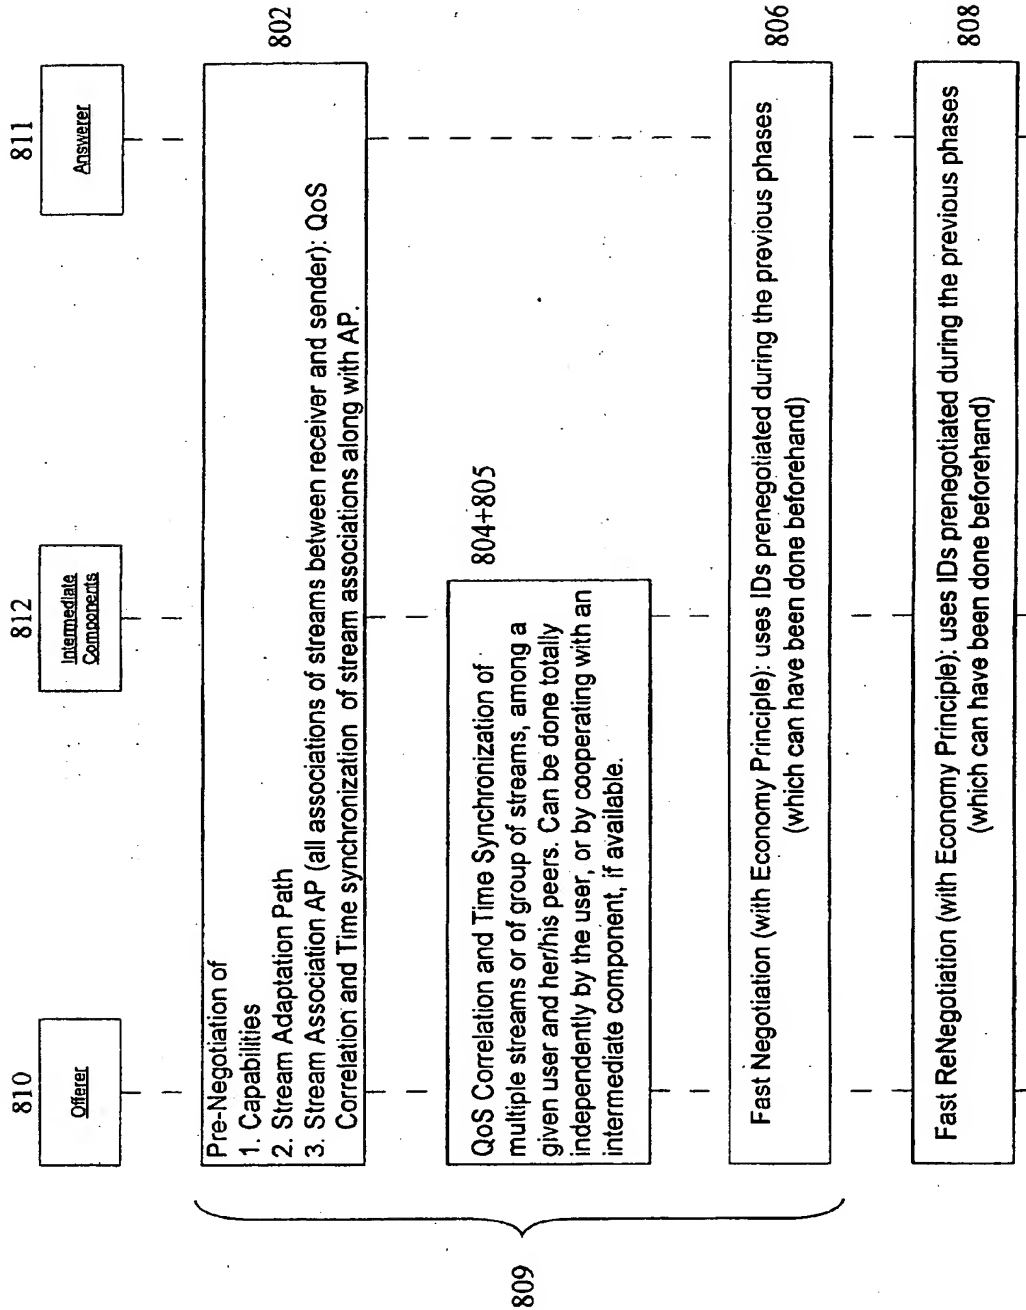 810
812
811
Offerer
Intermediate
Components
Answerer
802
Pre-Negotiation of
1. Capabilities
2. Stream Adaptation Path
3. Stream Association AP (all associations of streams between receiver and sender): QoS
Correlation and Time synchronization of stream associations along with AP.
804+805
QoS Correlation and Time Synchronization of
multiple streams or of group of streams, among a
given user and her/his peers. Can be done totally
independently by the user, or by cooperating with an
intermediate component, if available.
806
Fast Negotiation (with Economy Principle): uses IDs prenegotiated during the previous phases
(which can have been done beforehand)
809
808
Fast ReNegotiation (with Economy Principle): uses IDs prenegotiated during the previous phases
(which can have been done beforehand)